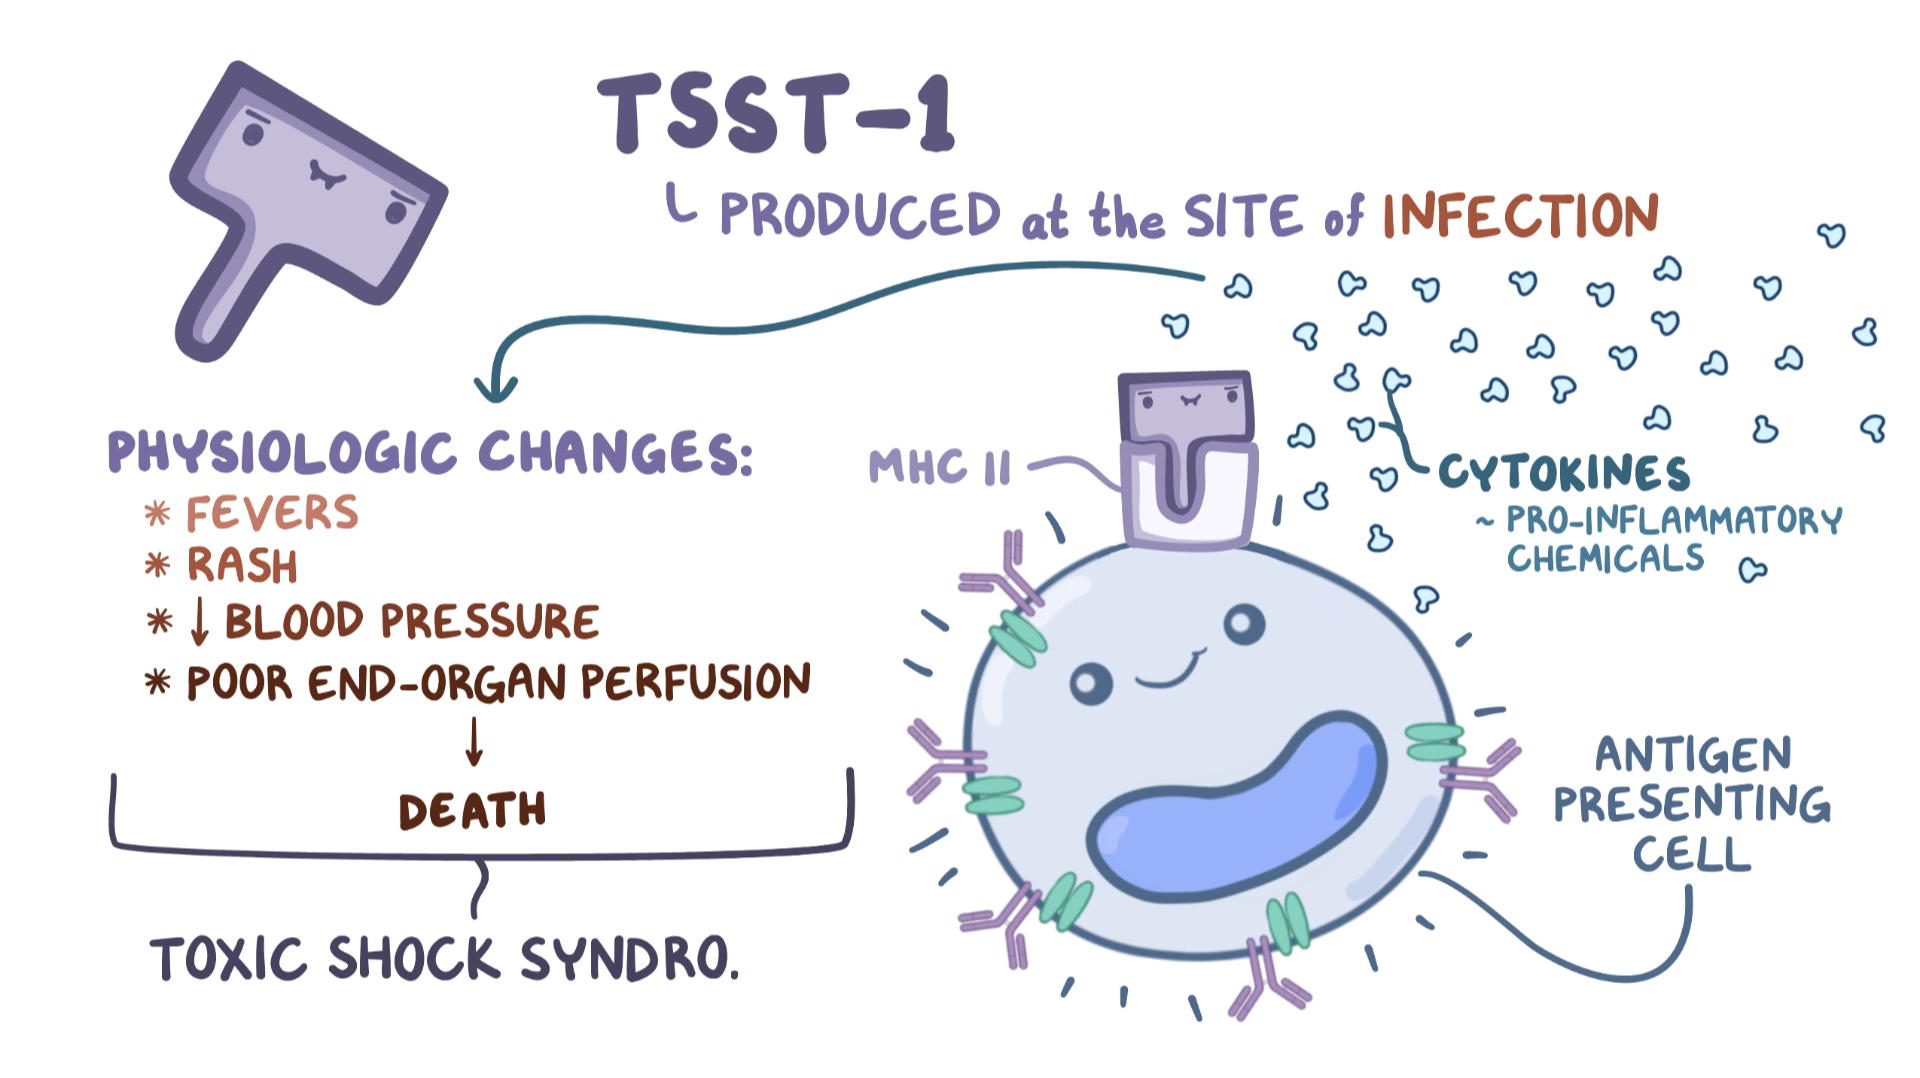 TSST-1
PRODUCED at the SITE of INFECTION
PHYSIOLOGIC CHANGES:
* FEVERS
* RASH
* ↓ BLOOD PRESSURE
* POOR END-ORGAN PERFUSION
↓
DEATH
TOXIC SHOCK SYNDRO.
MHC II
CYTOKINES
~ PRO-INFLAMMATORY
CHEMICALS
ANTIGEN
PRESENTING
CELL